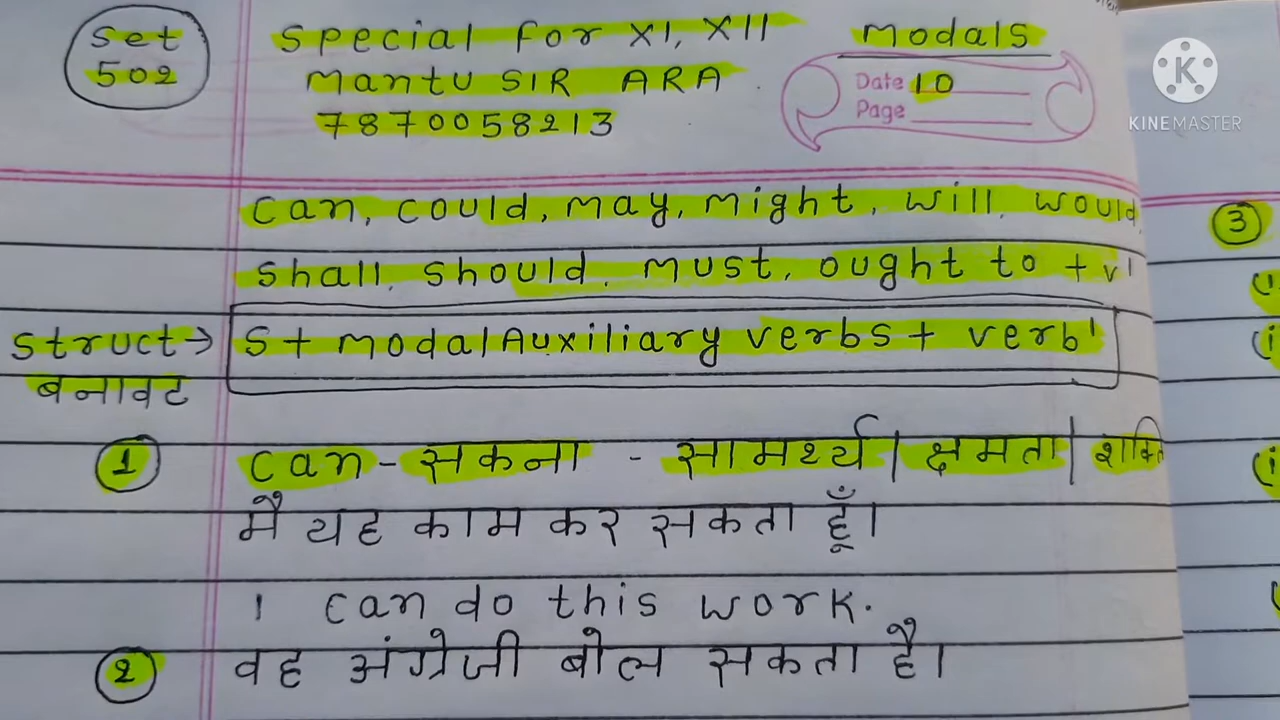 Set
502
Special for XI, XII
Mantu SIR ARA
7870058213
Modals
Date 10
Page
KINEMASTER
can, could, may, might, will, would,
shall, should, must, ought to + v¹
Struct →
बनावट
S + modal Auxiliary verbs + verb¹
1 can - सकना - सामर्थ्य | क्षमता | शक्ति
मै यह काम कर सकता हूँ।
I can do this work.
2 वह अंग्रेजी बोल सकता है।
3